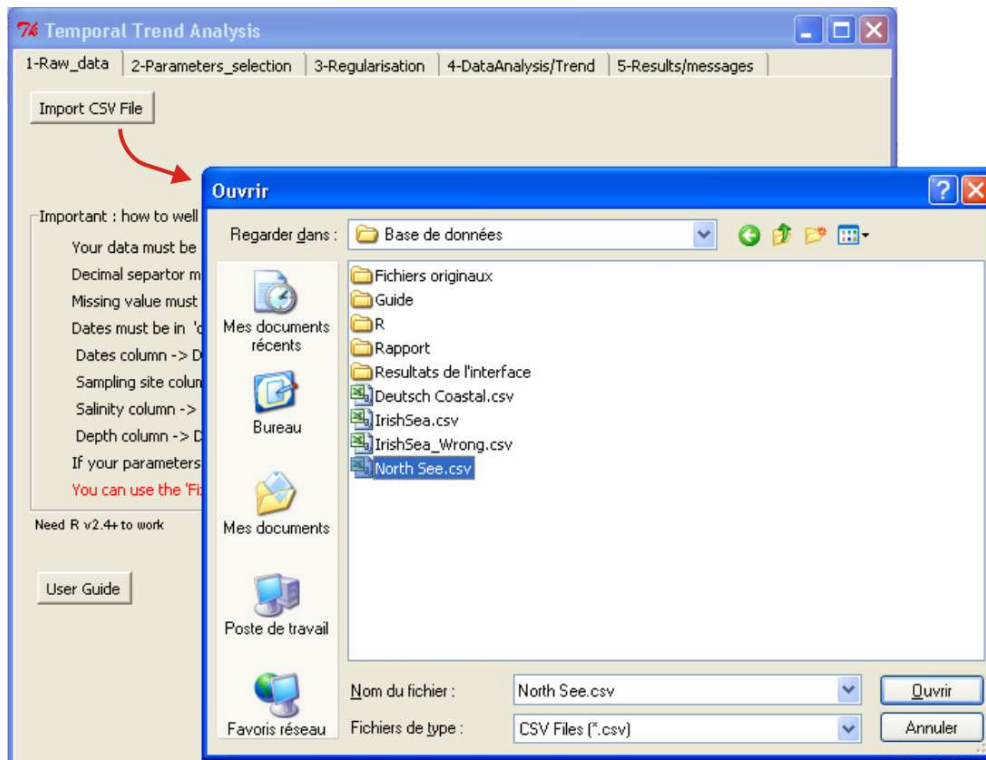 Temporal Trend Analysis
1-Raw_data 2-Parameters_selection 3-Regularisation 4-DataAnalysis/Trend 5-Results/messages
Import CSV File
Important : how to well
Your data must be
Decimal separtor m
Missing value must
Dates must be in 'd
Dates column -> D
Sampling site colum
Salinity column ->
Depth column -> D
If your parameters
You can use the 'Fi
Need R v2.4+ to work
User Guide
Ouvrir
Regarder dans : Base de données
Mes documents récents
Bureau
Mes documents
Poste de travail
Favoris réseau
Fichiers originaux
Guide
R
Rapport
Resultats de l'interface
Deutsch Coastal.csv
IrishSea.csv
IrishSea_Wrong.csv
North See.csv
Nom du fichier : North See.csv Ouvrir
Fichiers de type : CSV Files (*.csv) Annuler